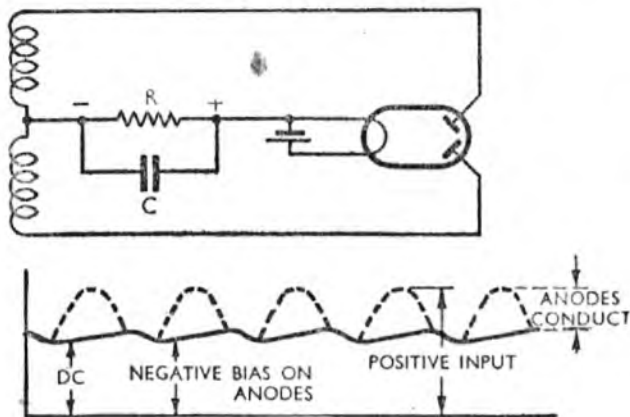 − R +
C
ANODES
CONDUCT
POSITIVE INPUT
DC
NEGATIVE BIAS ON
ANODES